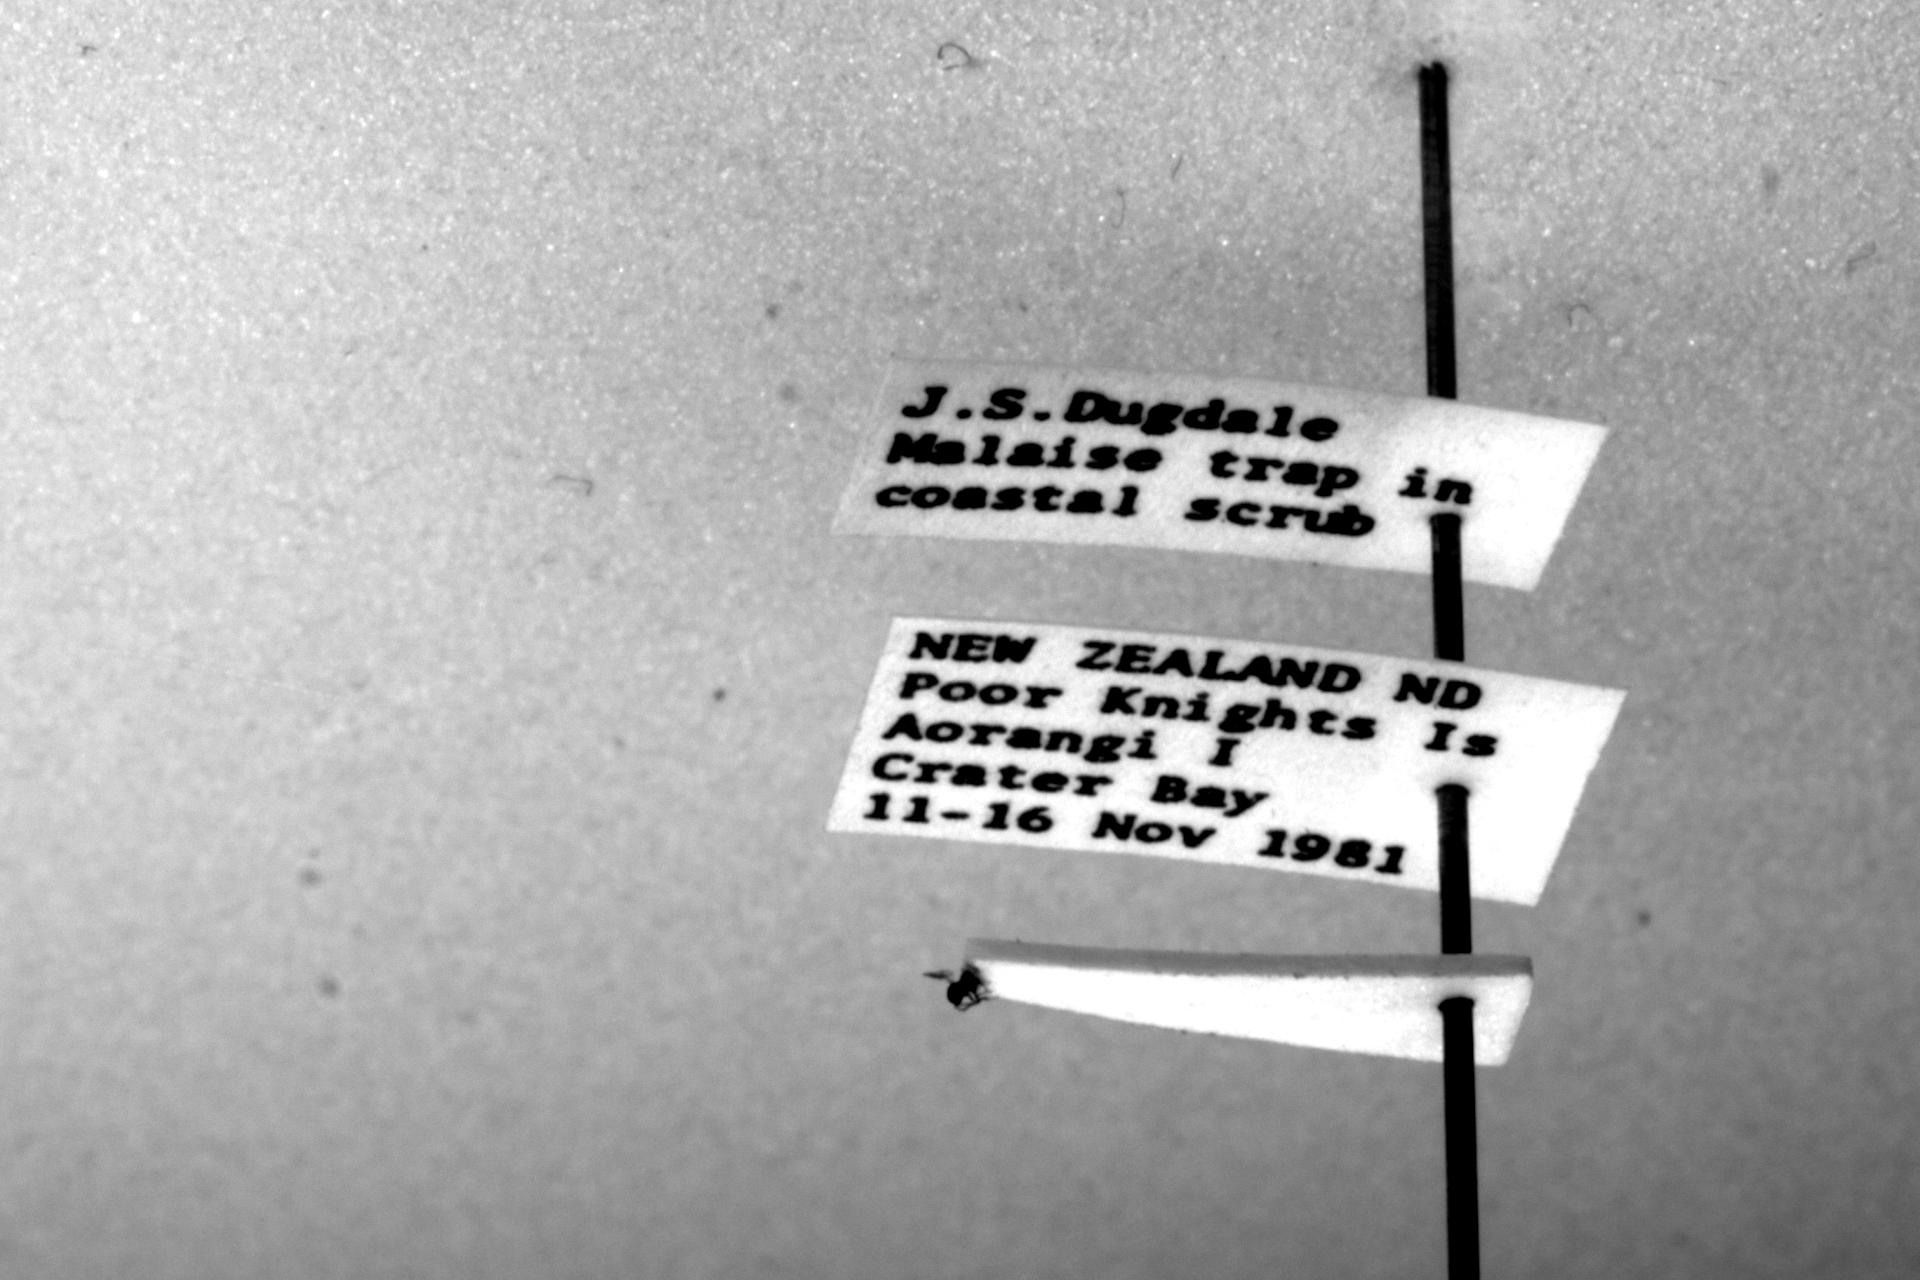 J.S.Dugdale
Malaise trap in
coastal scrub
NEW ZEALAND ND
Poor Knights Is
Aorangi I
Crater Bay
11-16 Nov 1981